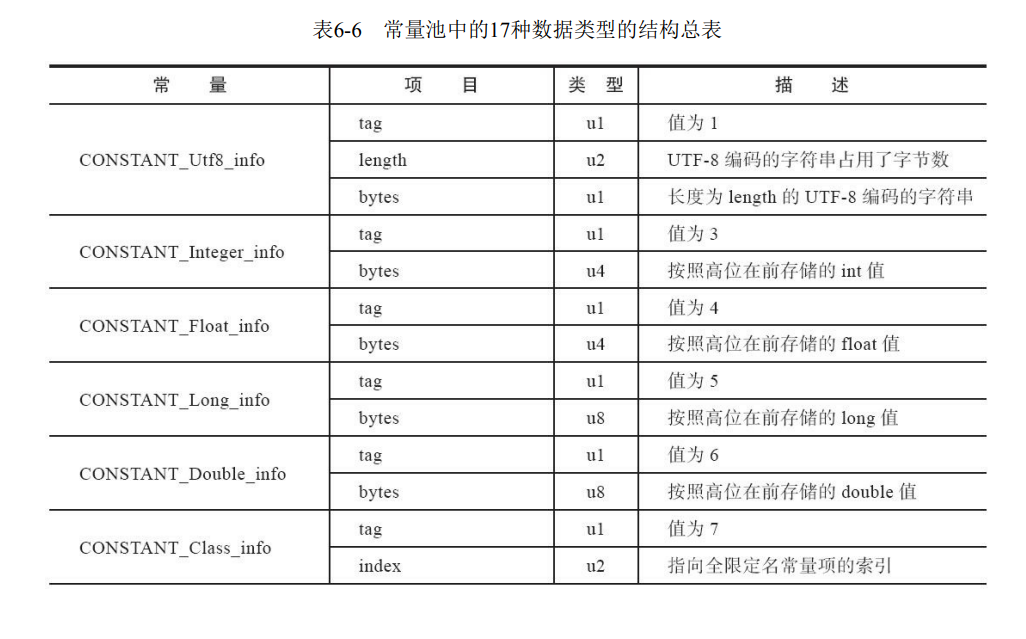 表6-6 常量池中的17种数据类型的结构总表
常 量 项 目 类 型 描 述
CONSTANT_Utf8_info tag u1 值为 1
length u2 UTF-8 编码的字符串占用了字节数
bytes u1 长度为 length 的 UTF-8 编码的字符串
CONSTANT_Integer_info tag u1 值为 3
bytes u4 按照高位在前存储的 int 值
CONSTANT_Float_info tag u1 值为 4
bytes u4 按照高位在前存储的 float 值
CONSTANT_Long_info tag u1 值为 5
bytes u8 按照高位在前存储的 long 值
CONSTANT_Double_info tag u1 值为 6
bytes u8 按照高位在前存储的 double 值
CONSTANT_Class_info tag u1 值为 7
index u2 指向全限定名常量项的索引